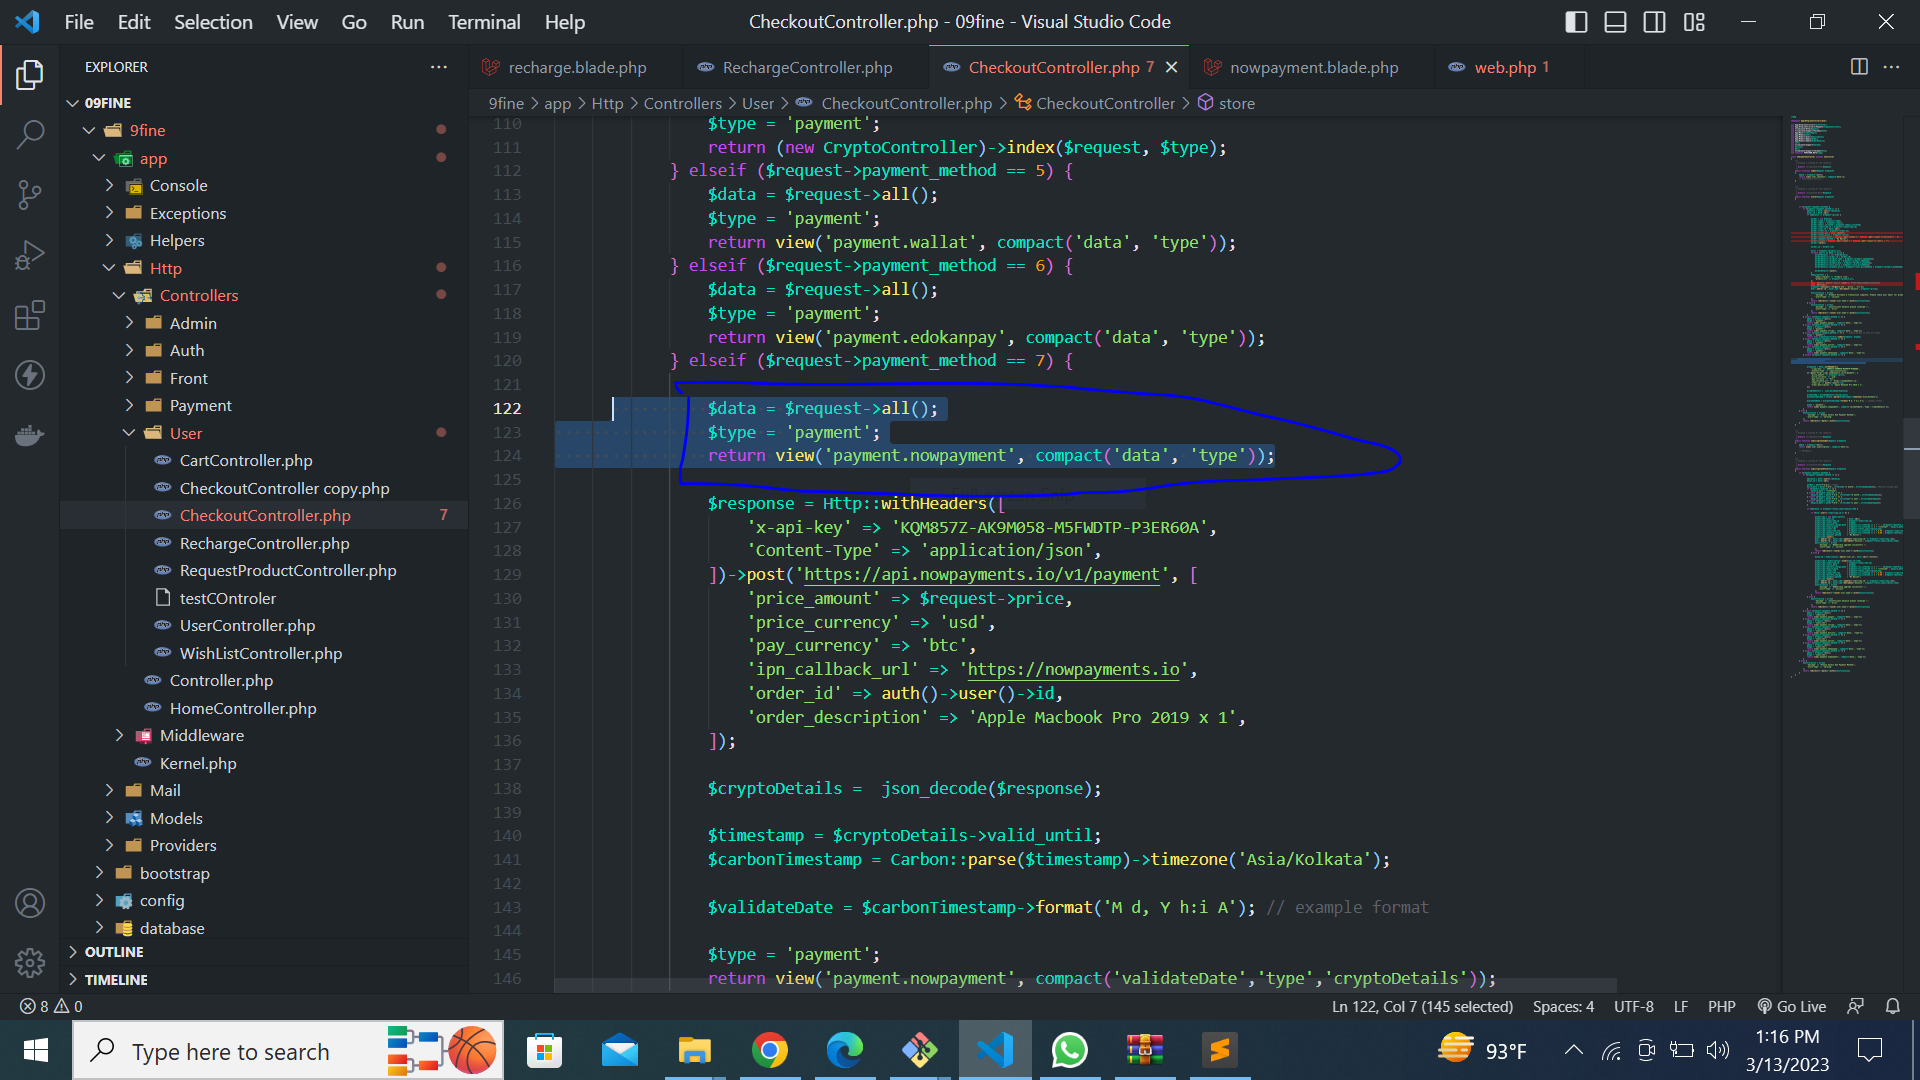 File Edit Selection View Go Run Terminal Help
CheckoutController.php - 09fine - Visual Studio Code
EXPLORER
09FINE
9fine
app
Console
Exceptions
Helpers
Http
Controllers
Admin
Auth
Front
Payment
User
CartController.php
CheckoutController copy.php
CheckoutController.php 7
RechargeController.php
RequestProductController.php
testCOntroler
UserController.php
WishListController.php
Controller.php
HomeController.php
Middleware
Kernel.php
Mail
Models
Providers
bootstrap
config
database
OUTLINE
TIMELINE
recharge.blade.php RechargeController.php CheckoutController.php 7 nowpayment.blade.php web.php 1
9fine > app > Http > Controllers > User > CheckoutController.php > CheckoutController > store
110 $type = 'payment';
111 return (new CryptoController)->index($request, $type);
112 } elseif ($request->payment_method == 5) {
113 $data = $request->all();
114 $type = 'payment';
115 return view('payment.wallat', compact('data', 'type'));
116 } elseif ($request->payment_method == 6) {
117 $data = $request->all();
118 $type = 'payment';
119 return view('payment.edokanpay', compact('data', 'type'));
120 } elseif ($request->payment_method == 7) {
121
122 $data = $request->all();
123 $type = 'payment';
124 return view('payment.nowpayment', compact('data', 'type'));
125
126 $response = Http::withHeaders([
127 'x-api-key' => 'KQM857Z-AK9M058-M5FWDTP-P3ER60A',
128 'Content-Type' => 'application/json',
129 ])->post('https://api.nowpayments.io/v1/payment', [
130 'price_amount' => $request->price,
131 'price_currency' => 'usd',
132 'pay_currency' => 'btc',
133 'ipn_callback_url' => 'https://nowpayments.io',
134 'order_id' => auth()->user()->id,
135 'order_description' => 'Apple Macbook Pro 2019 x 1',
136 ]);
137
138 $cryptoDetails =  json_decode($response);
139
140 $timestamp = $cryptoDetails->valid_until;
141 $carbonTimestamp = Carbon::parse($timestamp)->timezone('Asia/Kolkata');
142
143 $validateDate = $carbonTimestamp->format('M d, Y h:i A'); // example format
144
145 $type = 'payment';
146 return view('payment.nowpayment', compact('validateDate','type','cryptoDetails'));
8 0
Ln 122, Col 7 (145 selected) Spaces: 4 UTF-8 LF PHP Go Live
Type here to search
93°F
1:16 PM
3/13/2023